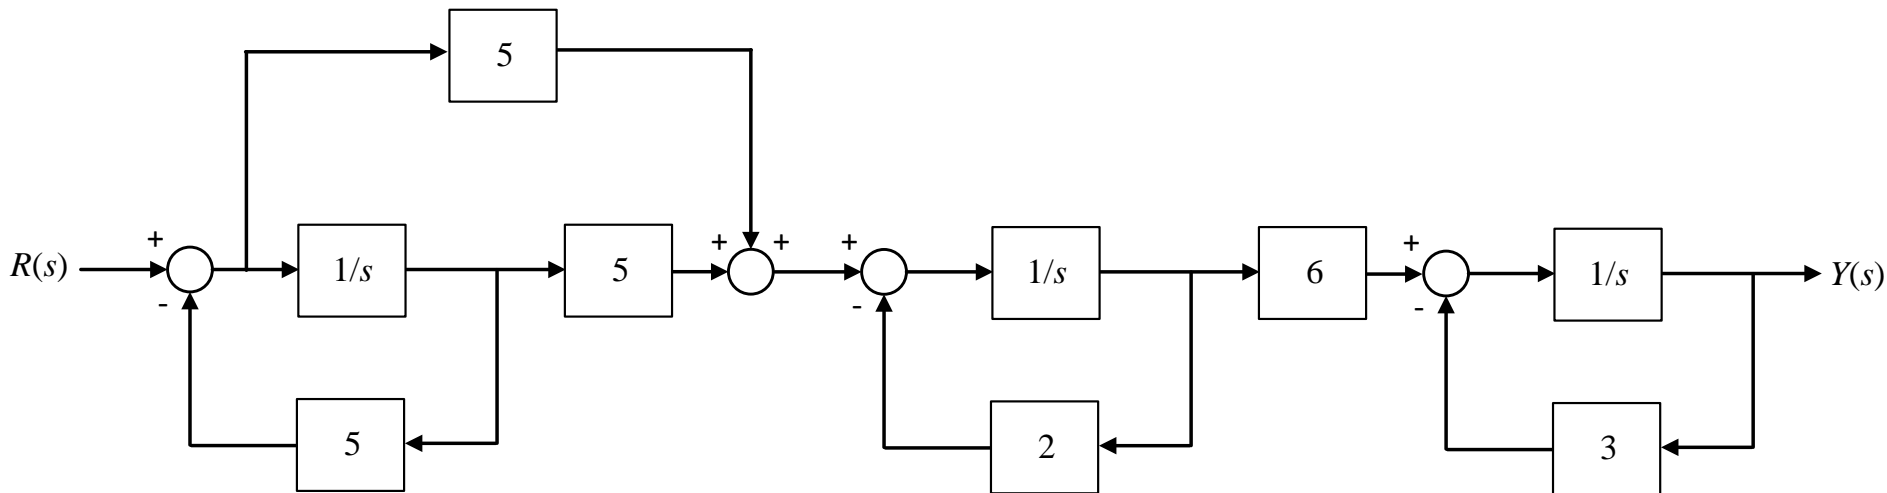 5
+ + + + +
R(s) 1/s 5 1/s 6 1/s Y(s)
- - -
5 2 3